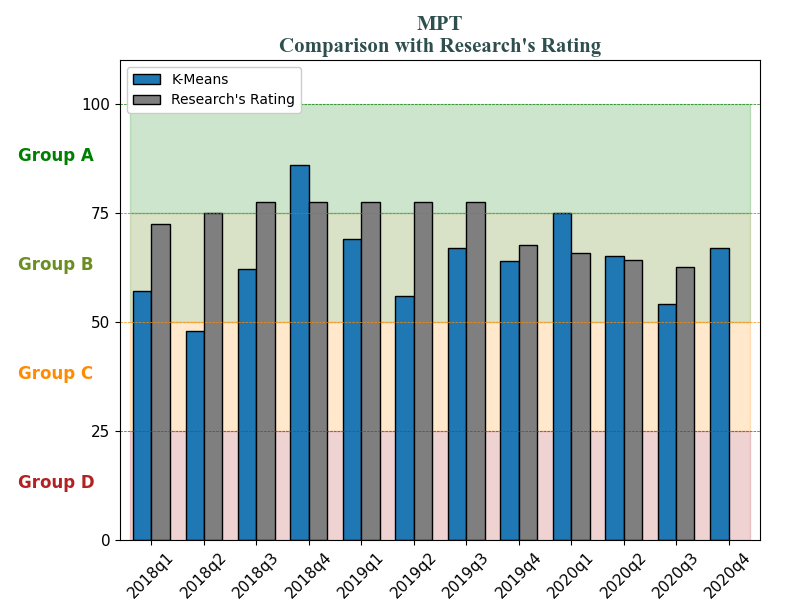 MPT
Comparison with Research's Rating
K-Means
Research's Rating
100
Group A
75
Group B
50
Group C
25
Group D
0
2018q1 2018q2 2018q3 2018q4 2019q1 2019q2 2019q3 2019q4 2020q1 2020q2 2020q3 2020q4